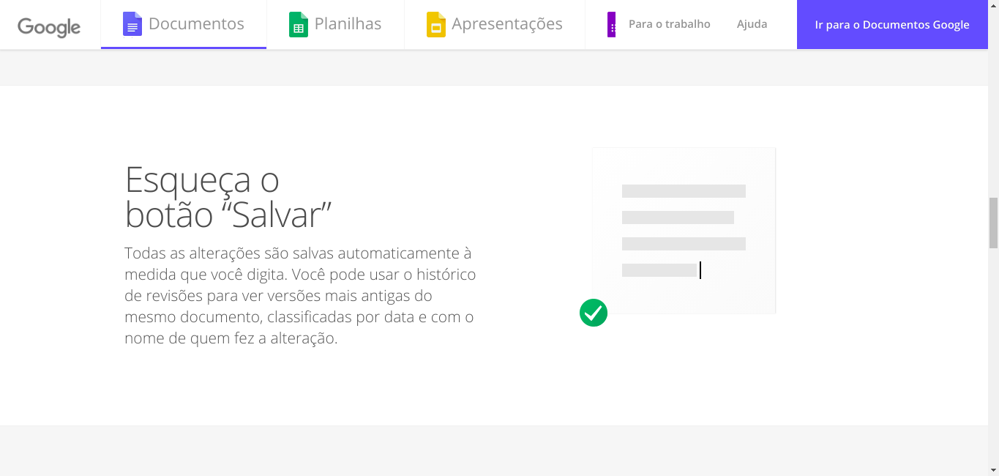 Google
Documentos
Planilhas
Apresentações
Para o trabalho
Ajuda
Ir para o Documentos Google
Esqueça o
botão “Salvar”
Todas as alterações são salvas automaticamente à
medida que você digita. Você pode usar o histórico
de revisões para ver versões mais antigas do
mesmo documento, classificadas por data e com o
nome de quem fez a alteração.